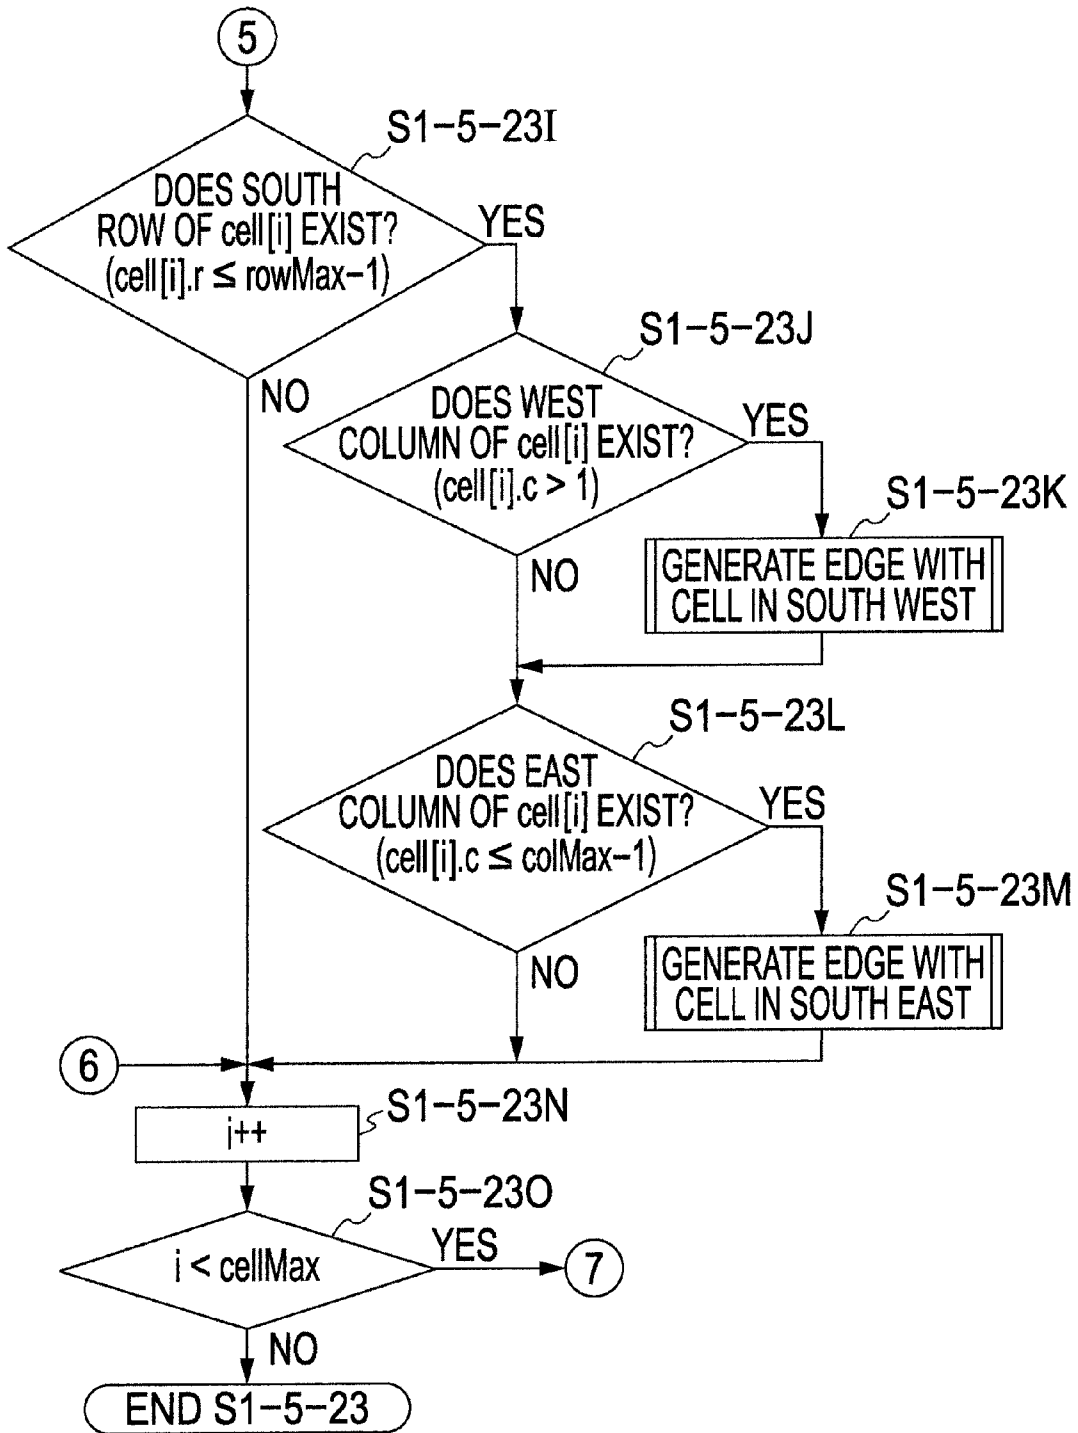 5
S1-5-23I
DOES SOUTH
ROW OF cell[i] EXIST?
(cell[i].r ≤ rowMax-1)
YES
NO
S1-5-23J
DOES WEST
COLUMN OF cell[i] EXIST?
(cell[i].c > 1)
YES
NO
S1-5-23K
GENERATE EDGE WITH
CELL IN SOUTH WEST
S1-5-23L
DOES EAST
COLUMN OF cell[i] EXIST?
(cell[i].c ≤ colMax-1)
YES
NO
S1-5-23M
GENERATE EDGE WITH
CELL IN SOUTH EAST
6
S1-5-23N
i++
S1-5-23O
i < cellMax
YES
7
NO
END S1-5-23